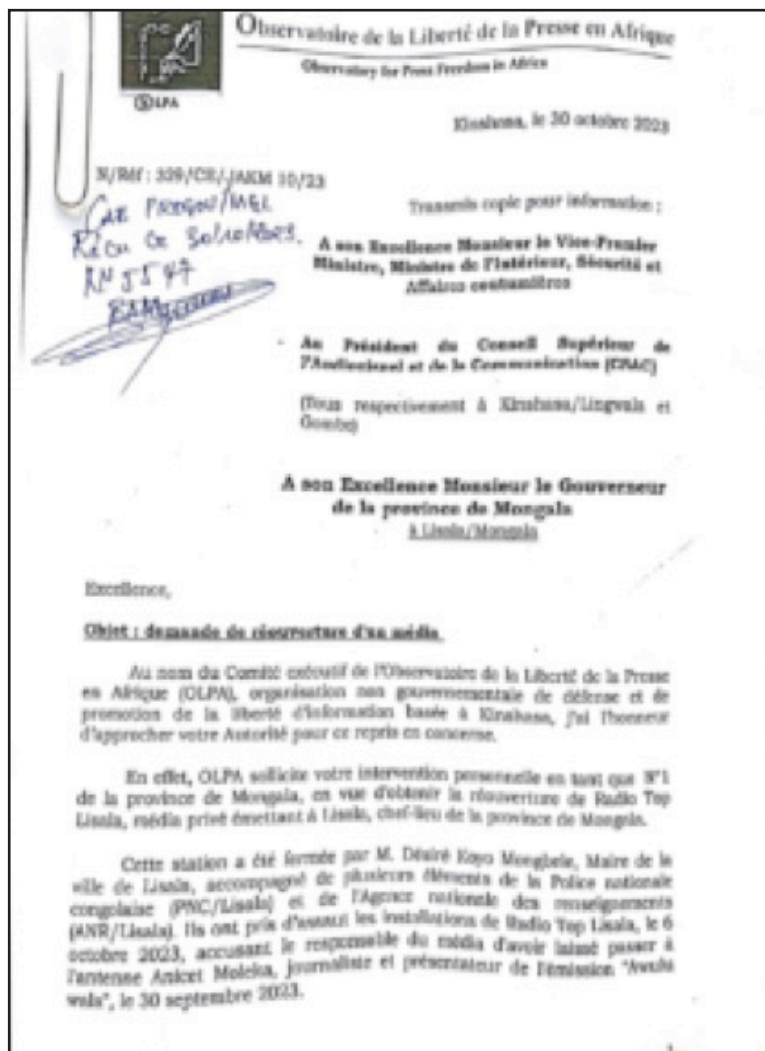 Observatoire de la Liberté de la Presse en Afrique
Observatory for Press Freedom in Africa
OLPA
Kinshasa, le 30 octobre 2023
N/Réf : 329/CE/JAKM 10/23
Transmis copie pour information ;
A son Excellence Monsieur le Vice-Premier
Ministre, Ministre de l'Intérieur, Sécurité et
Affaires coutumières
Au Président du Conseil Supérieur de
l'Audiovisuel et de la Communication (CSAC)
(Tous respectivement à Kinshasa/Lingwala et
Gombe)
A son Excellence Monsieur le Gouverneur
de la province de Mongala
à Lisala/Mongala
Excellence,
Objet : demande de réouverture d'un média
Au nom du Comité exécutif de l'Observatoire de la Liberté de la Presse
en Afrique (OLPA), organisation non gouvernementale de défense et de
promotion de la liberté d'information basée à Kinshasa, j'ai l'honneur
d'approcher votre Autorité pour ce repris en concerne.
En effet, OLPA sollicite votre intervention personnelle en tant que N°1
de la province de Mongala, en vue d'obtenir la réouverture de Radio Top
Lisala, média privé émettant à Lisala, chef-lieu de la province de Mongala.
Cette station a été fermée par M. Désiré Koyo Mongbele, Maire de la
ville de Lisala, accompagné de plusieurs éléments de la Police nationale
congolaise (PNC/Lisala) et de l'Agence nationale des renseignements
(ANR/Lisala). Ils ont pris d'assaut les installations de Radio Top Lisala, le 6
octobre 2023, accusant le responsable du média d'avoir laissé passer à
l'antenne Anicet Moleka, journaliste et présentateur de l'émission "Awuhi
wala", le 30 septembre 2023.